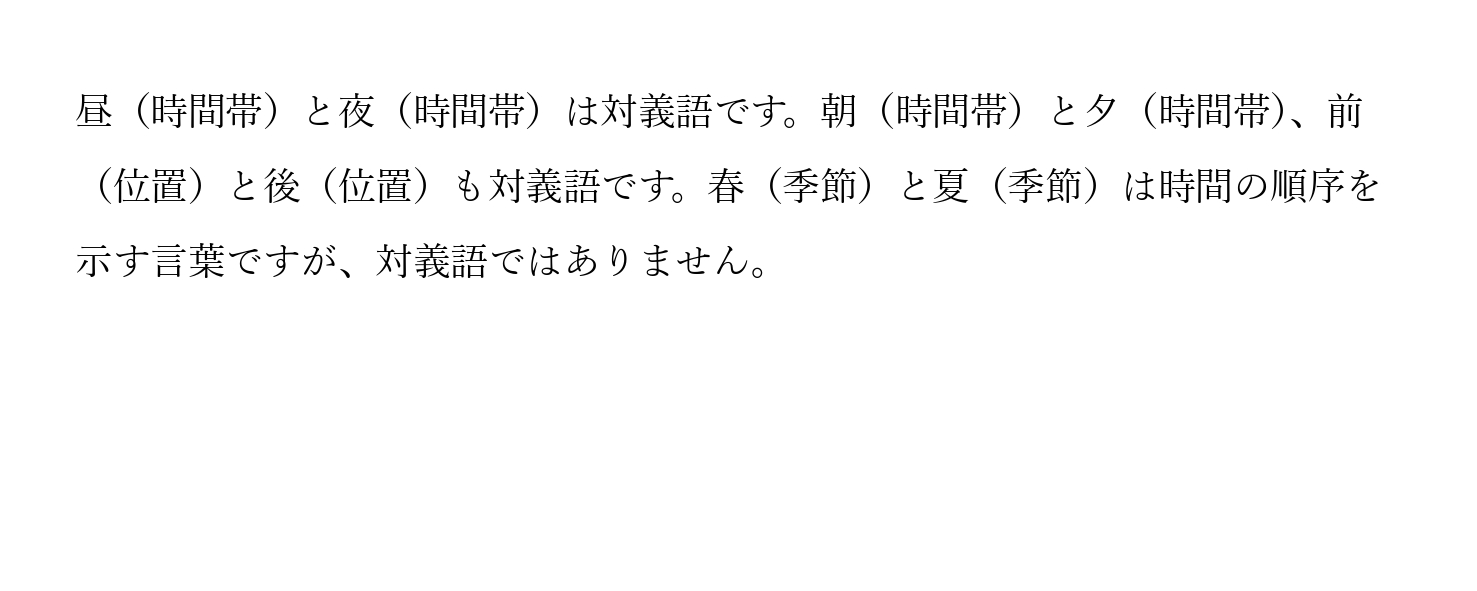 昼（時間帯）と夜（時間帯）は対義語です。朝（時間帯）と夕（時間帯）、前
（位置）と後（位置）も対義語です。春（季節）と夏（季節）は時間の順序を
示す言葉ですが、対義語ではありません。